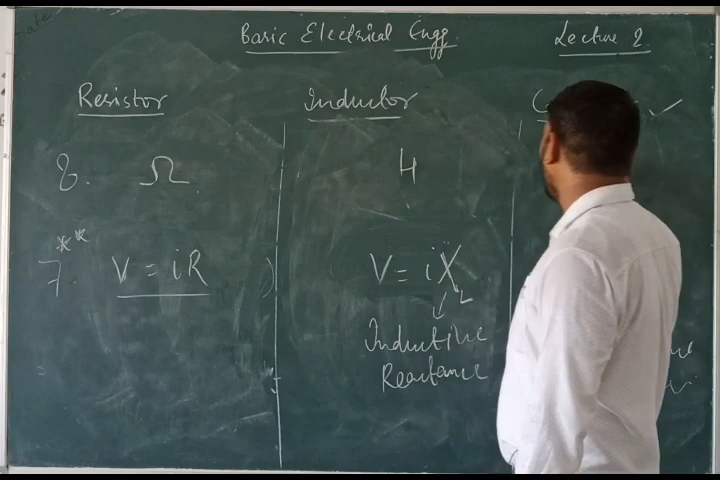 Basic Electrical Engg. Lecture 2.
Resistor Inductor
8. Ω H
7** V = iR V = iX_L
Inductive
Reactance